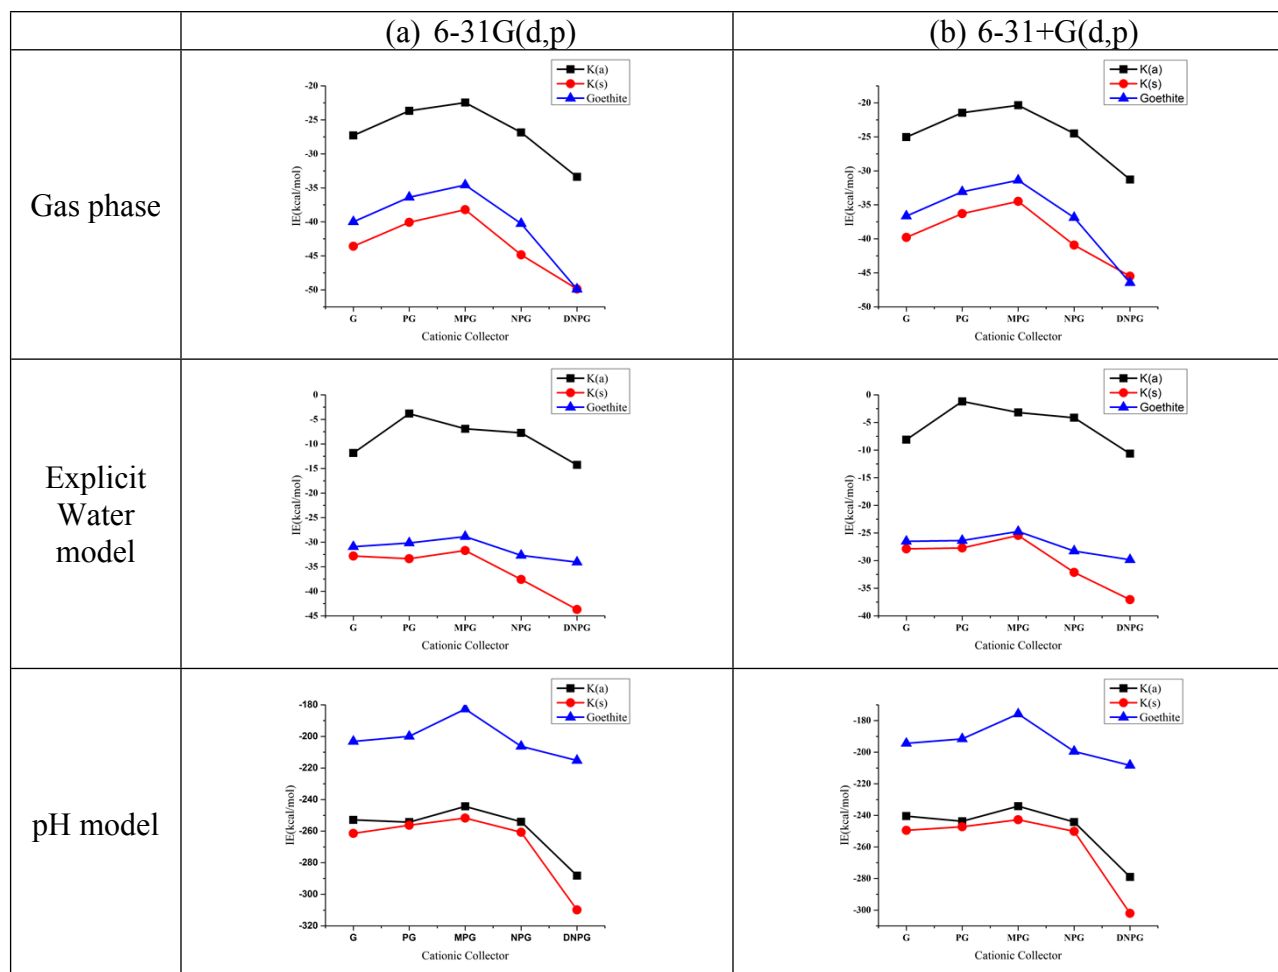 (a) 6-31G(d,p)
(b) 6-31+G(d,p)
Gas phase
K(a)
K(s)
Goethite
IE(kcal/mol)
-20
-25
-30
-35
-40
-45
-50
G PG MPG NPG DNPG
Cationic Collector
K(a)
K(s)
Goethite
IE(kcal/mol)
-20
-25
-30
-35
-40
-45
-50
G PG MPG NPG DNPG
Cationic Collector
Explicit
Water
model
K(a)
K(s)
Goethite
IE(kcal/mol)
0
-5
-10
-15
-20
-25
-30
-35
-40
-45
G PG MPG NPG DNPG
Cationic Collector
K(a)
K(s)
Goethite
IE(kcal/mol)
0
-5
-10
-15
-20
-25
-30
-35
-40
G PG MPG NPG DNPG
Cationic Collector
pH model
K(a)
K(s)
Goethite
IE(kcal/mol)
-180
-200
-220
-240
-260
-280
-300
-320
G PG MPG NPG DNPG
Cationic Collector
K(a)
K(s)
Goethite
IE(kcal/mol)
-180
-200
-220
-240
-260
-280
-300
G PG MPG NPG DNPG
Cationic Collector